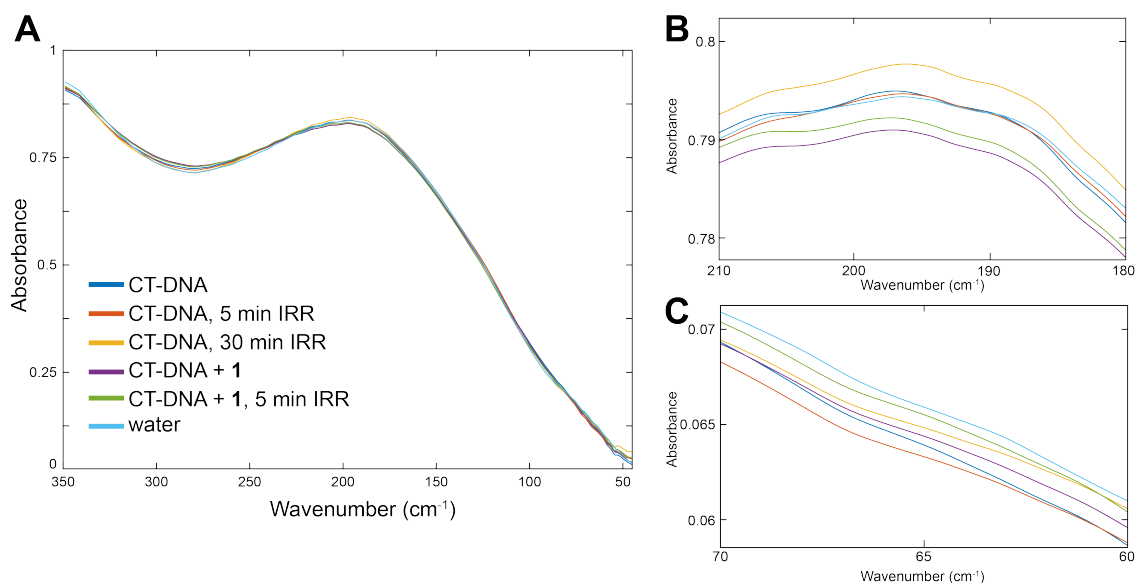 A
1
0.75
0.5
0.25
0
Absorbance
CT-DNA
CT-DNA, 5 min IRR
CT-DNA, 30 min IRR
CT-DNA + 1
CT-DNA + 1, 5 min IRR
water
350 300 250 200 150 100 50
Wavenumber (cm-1)
B
0.8
0.79
0.78
Absorbance
210 200 190 180
Wavenumber (cm-1)
C
0.07
0.065
0.06
Absorbance
70 65 60
Wavenumber (cm-1)